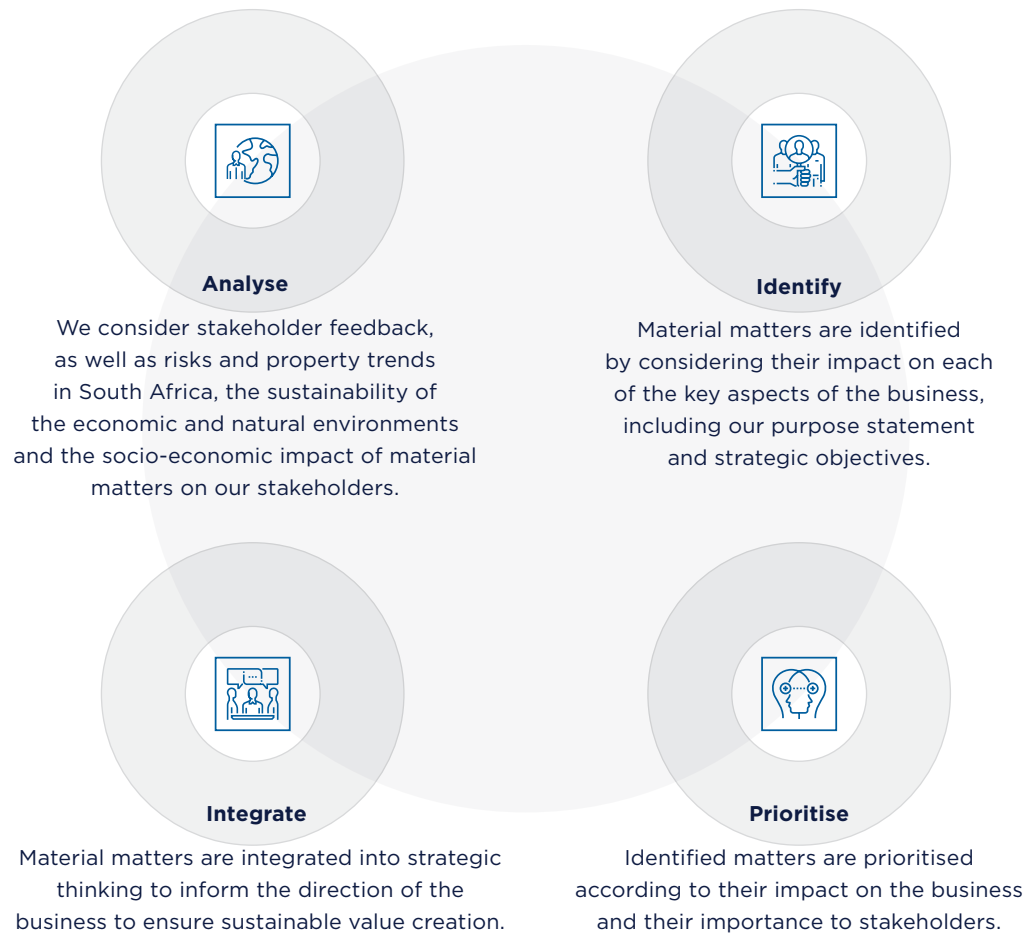 Analyse
We consider stakeholder feedback,
as well as risks and property trends
in South Africa, the sustainability of
the economic and natural environments
and the socio-economic impact of material
matters on our stakeholders.
Identify
Material matters are identified
by considering their impact on each
of the key aspects of the business,
including our purpose statement
and strategic objectives.
Integrate
Material matters are integrated into strategic
thinking to inform the direction of the
business to ensure sustainable value creation.
Prioritise
Identified matters are prioritised
according to their impact on the business
and their importance to stakeholders.